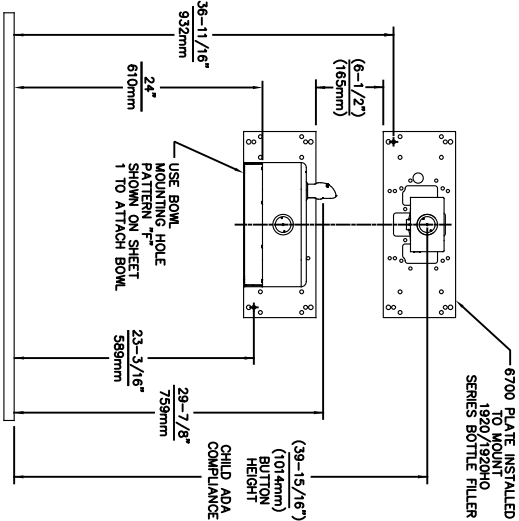 6700 PLATE INSTALLED
TO MOUNT
1920/1920HO
SERIES BOTTLE FILLER
(39-15/16")
(1014mm)
BUTTON
HEIGHT
CHILD ADA
COMPLIANCE
(6-1/2")
(165mm)
29-7/8"
759mm
36-11/16"
932mm
24"
610mm
23-3/16"
589mm
USE BOWL
MOUNTING HOLE
PATTERN "F"
SHOWN ON SHEET
1 TO ATTACH BOWL